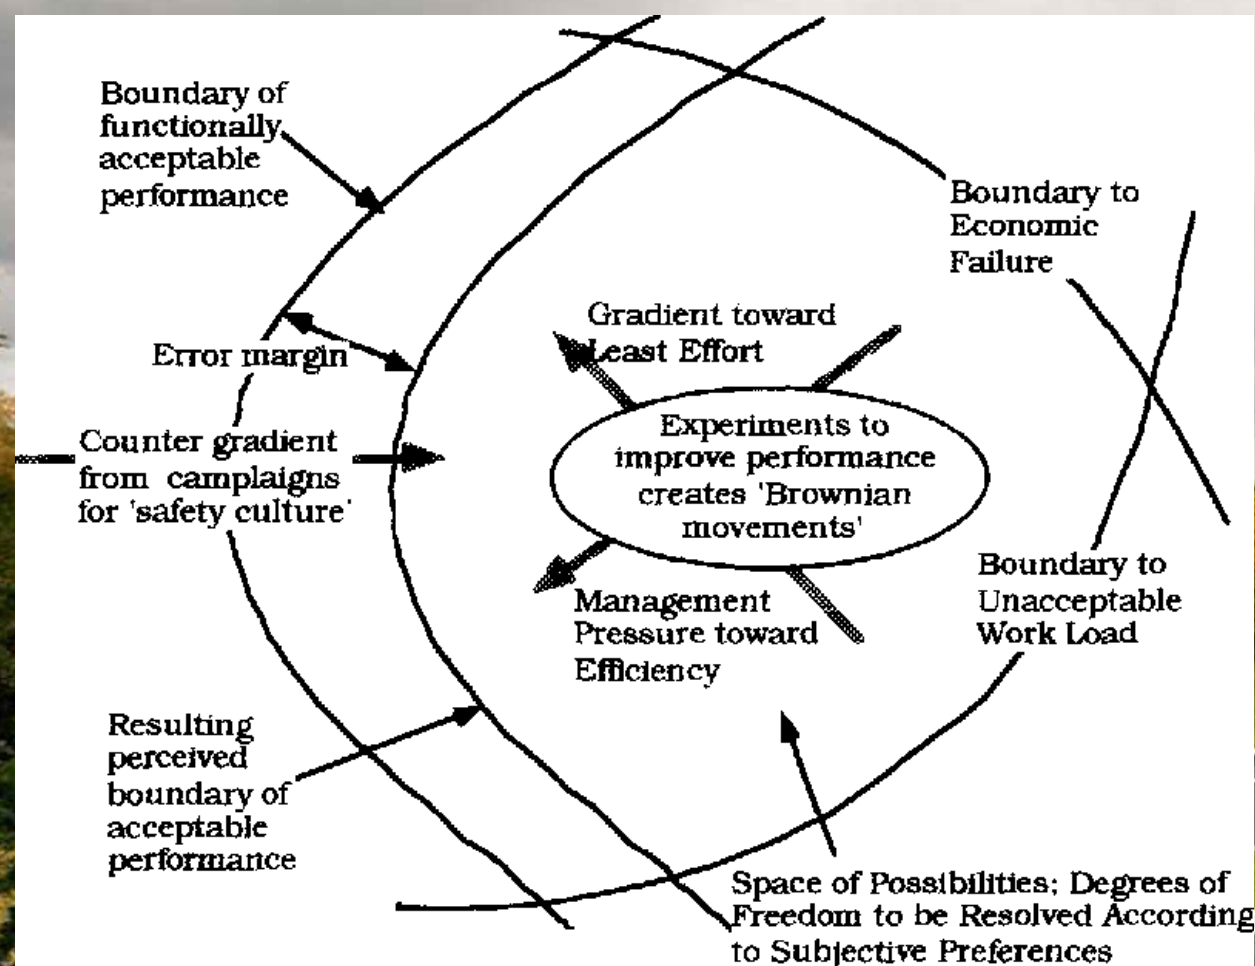 Boundary of
functionally
acceptable
performance
Boundary to
Economic
Failure
Gradient toward
Least Effort
Error margin
Experiments to
improve performance
creates 'Brownian
movements'
Counter gradient
from camplaigns
for 'safety culture'
Management
Pressure toward
Efficiency
Boundary to
Unacceptable
Work Load
Resulting
perceived
boundary of
acceptable
performance
Space of Possibilities; Degrees of
Freedom to be Resolved According
to Subjective Preferences